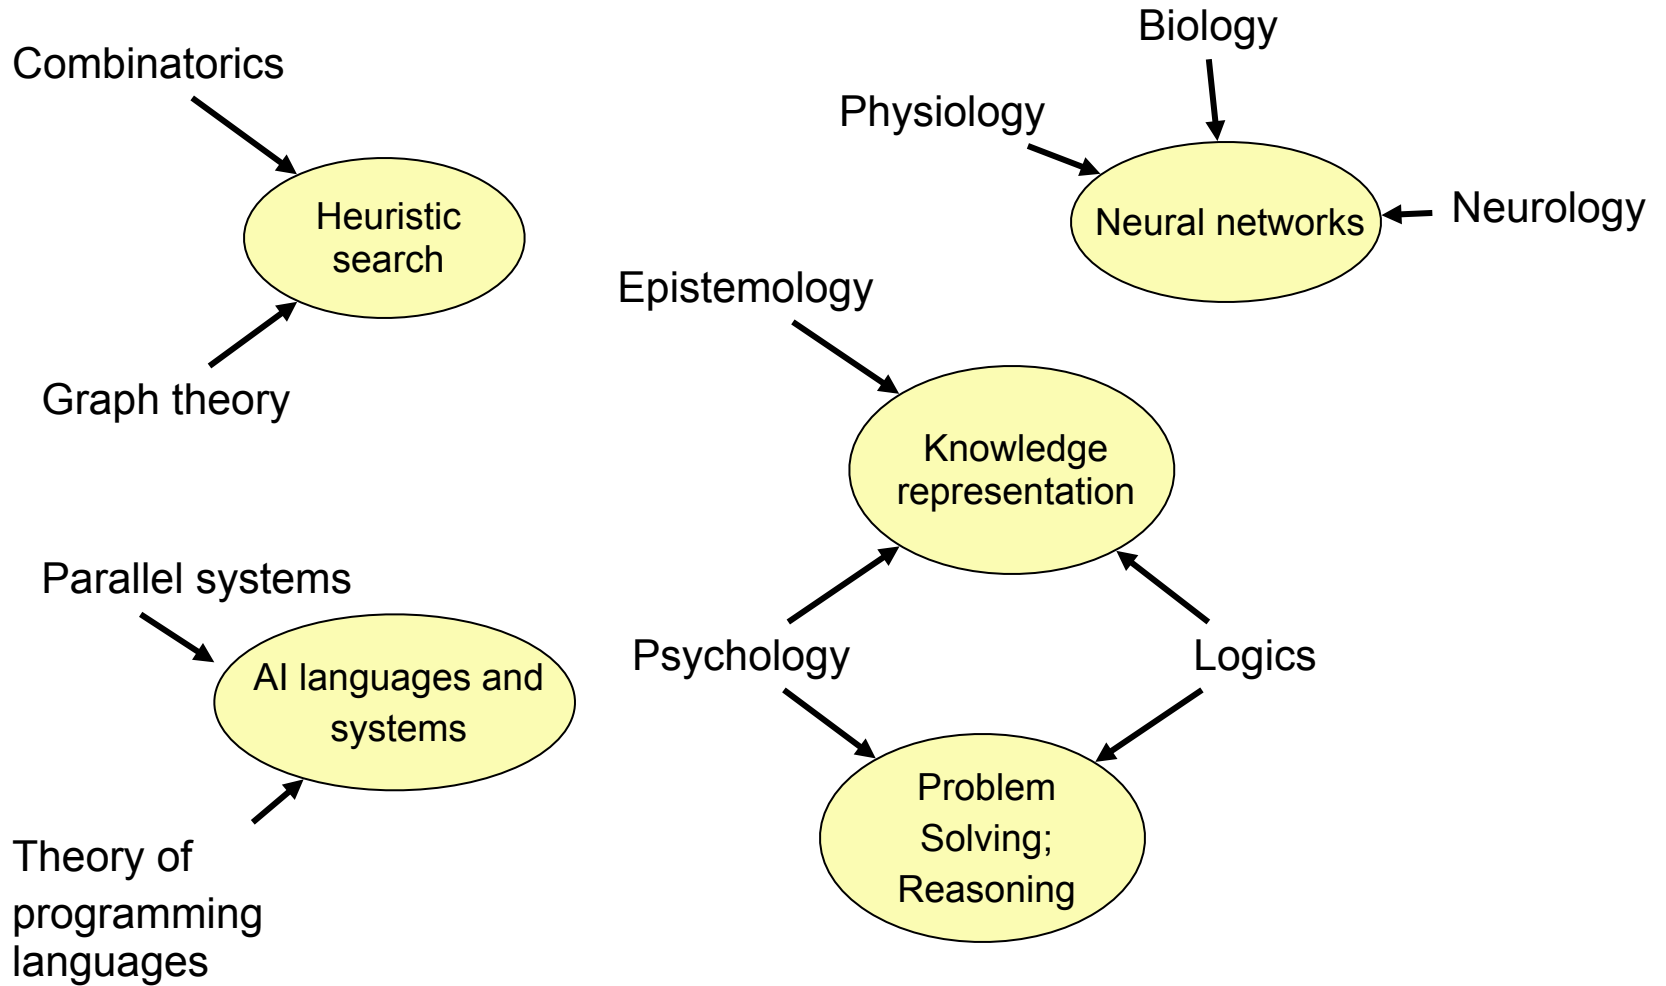 Combinatorics
Heuristic
search
Graph theory
Biology
Physiology
Neural networks
Neurology
Epistemology
Knowledge
representation
Parallel systems
AI languages and
systems
Theory of
programming
languages
Psychology
Logics
Problem
Solving;
Reasoning